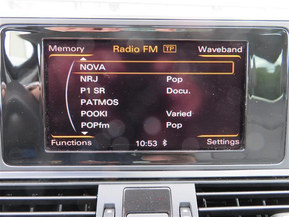 Memory Radio FM TP Waveband
NOVA
NRJ Pop
P1 SR Docu.
PATMOS
POOKI Varied
POPfm Pop
Functions 10:53 Settings